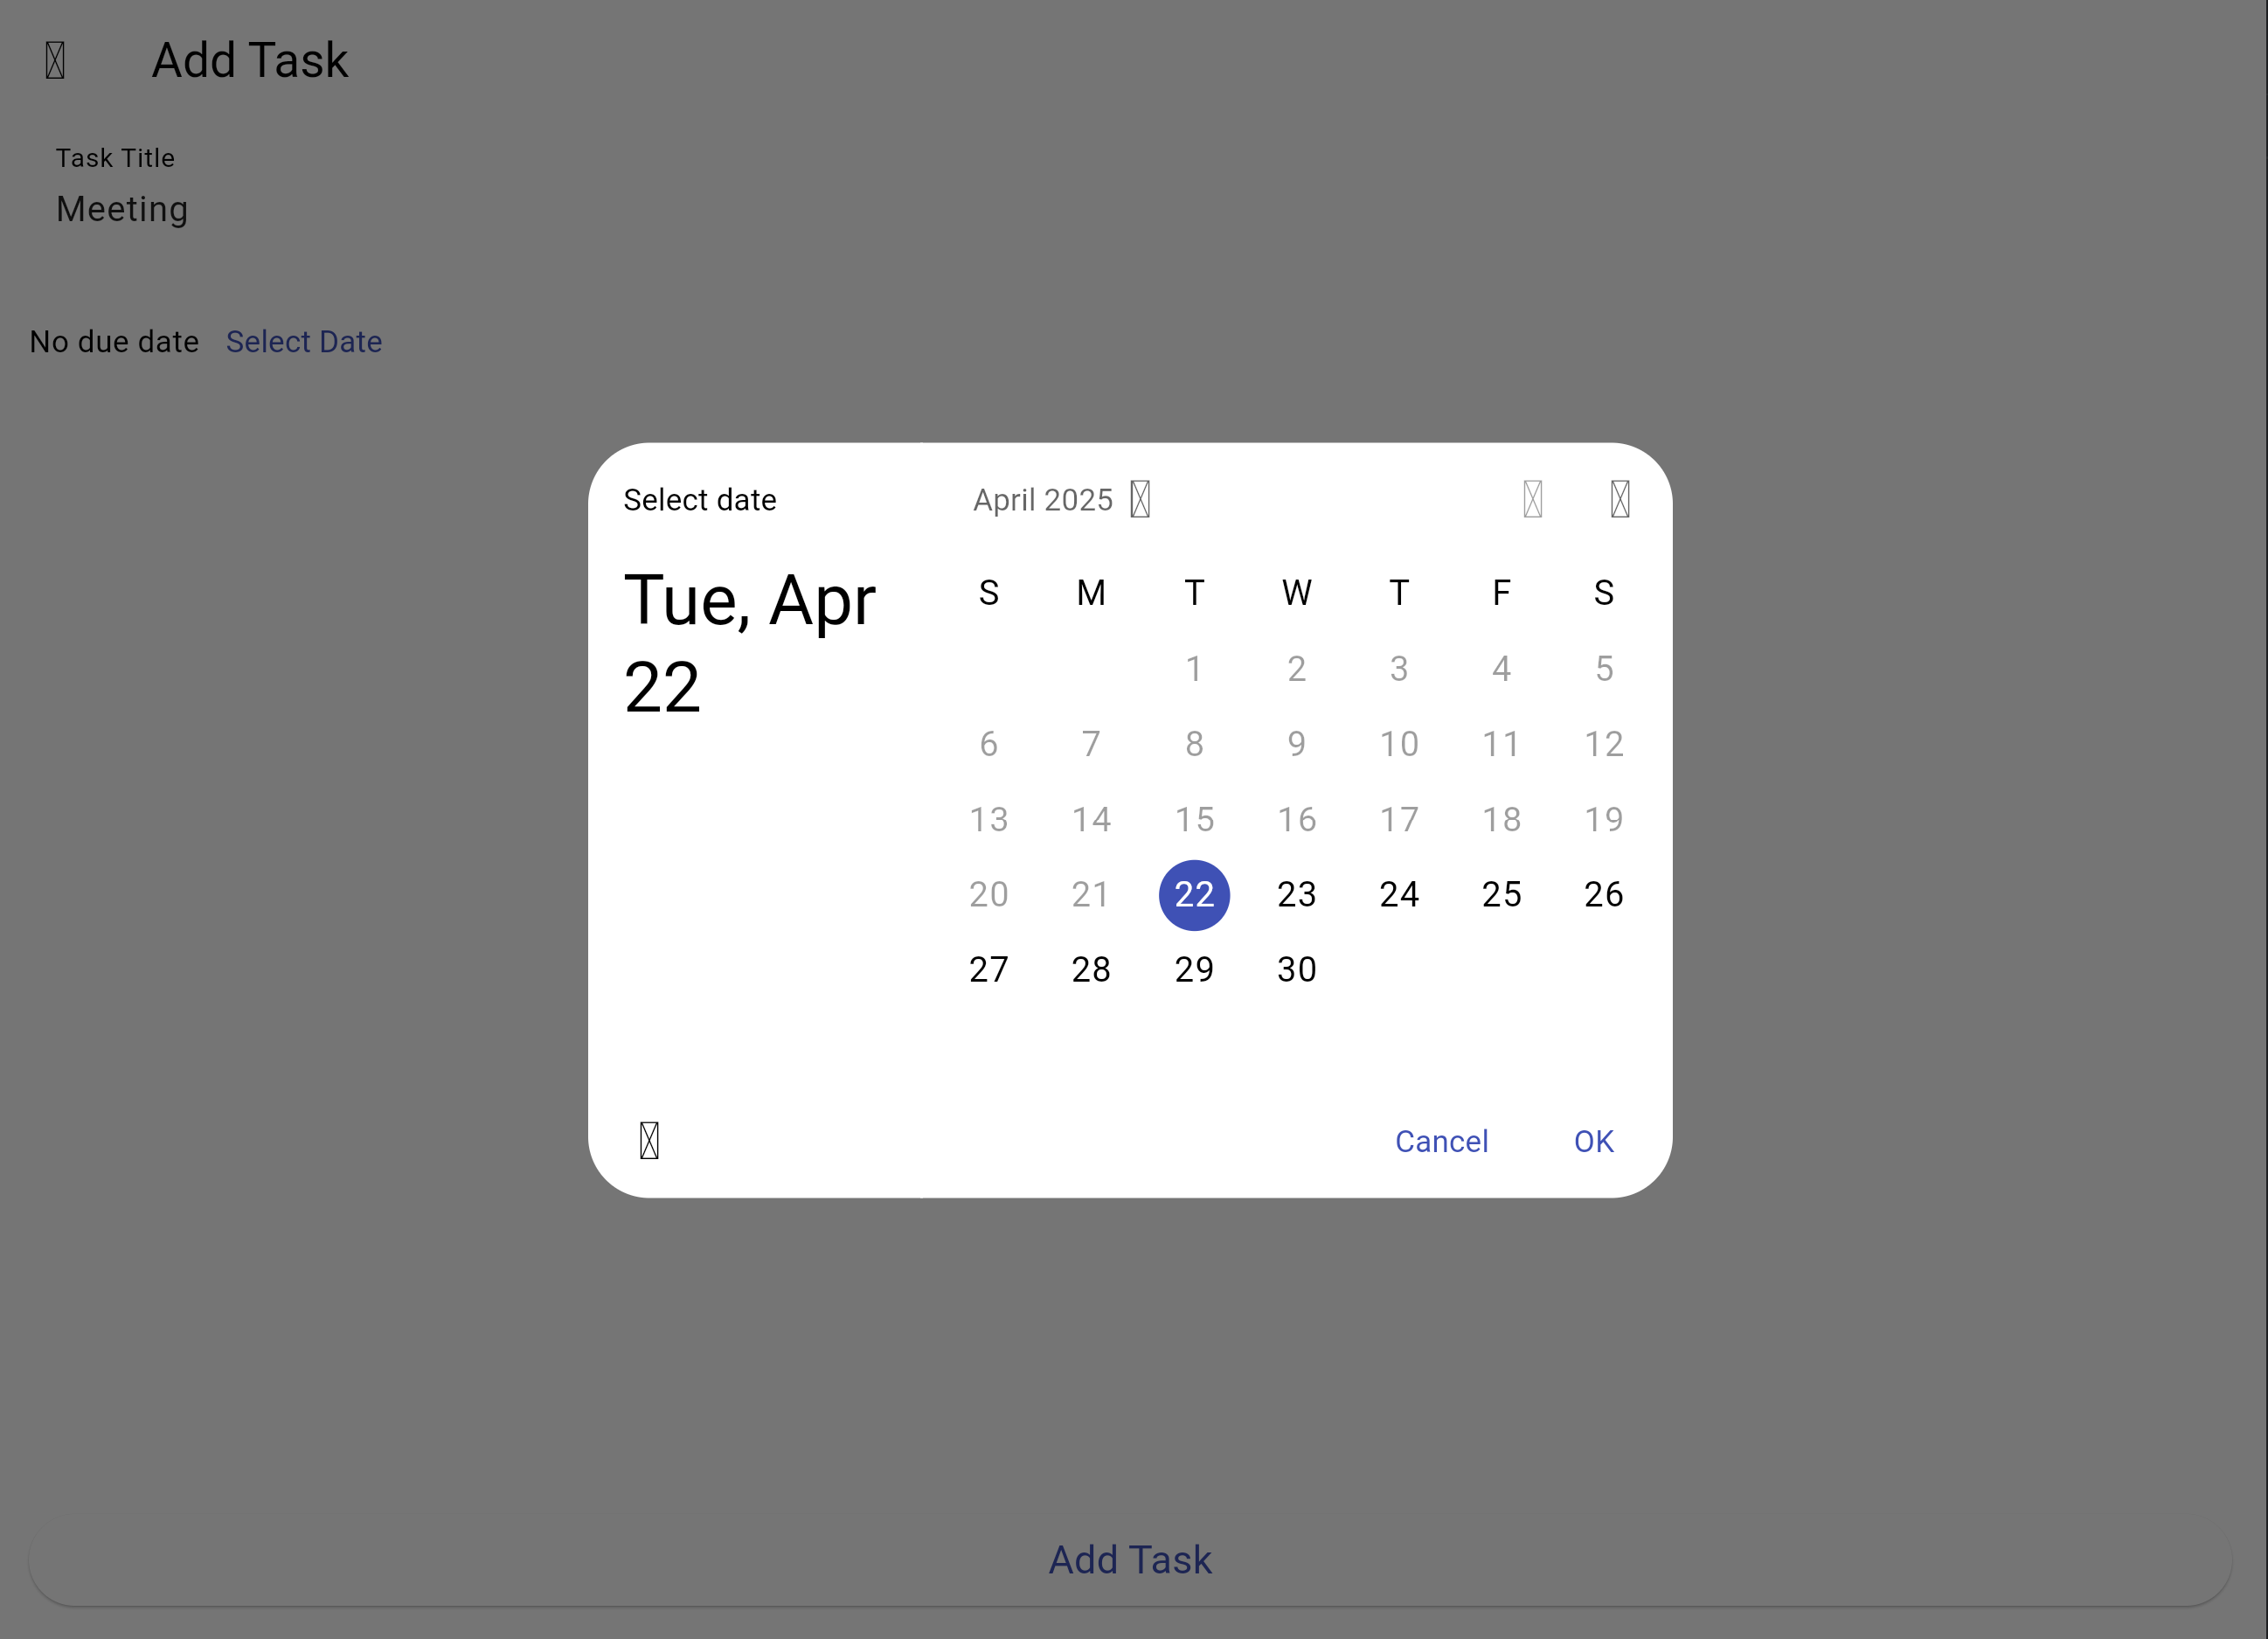 Add Task
Task Title
Meeting
No due date Select Date
Select date
Tue, Apr
22
April 2025
S M T W T F S
1 2 3 4 5
6 7 8 9 10 11 12
13 14 15 16 17 18 19
20 21 22 23 24 25 26
27 28 29 30
Cancel OK
Add Task